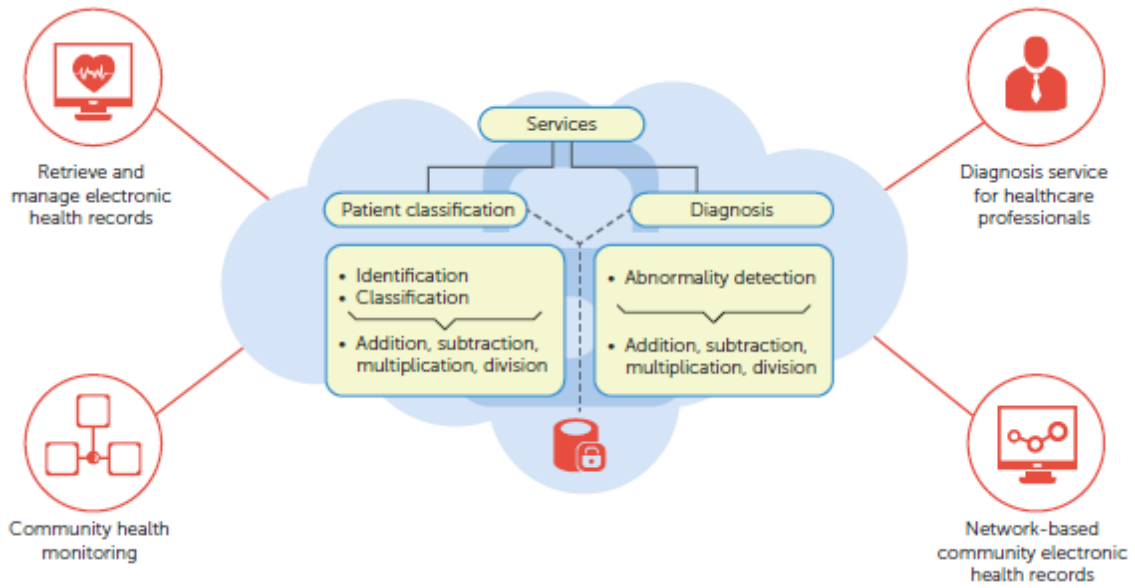 Services
Patient classification
Diagnosis
• Identification
• Classification
• Addition, subtraction,
multiplication, division
• Abnormality detection
• Addition, subtraction,
multiplication, division
Retrieve and
manage electronic
health records
Diagnosis service
for healthcare
professionals
Community health
monitoring
Network-based
community electronic
health records